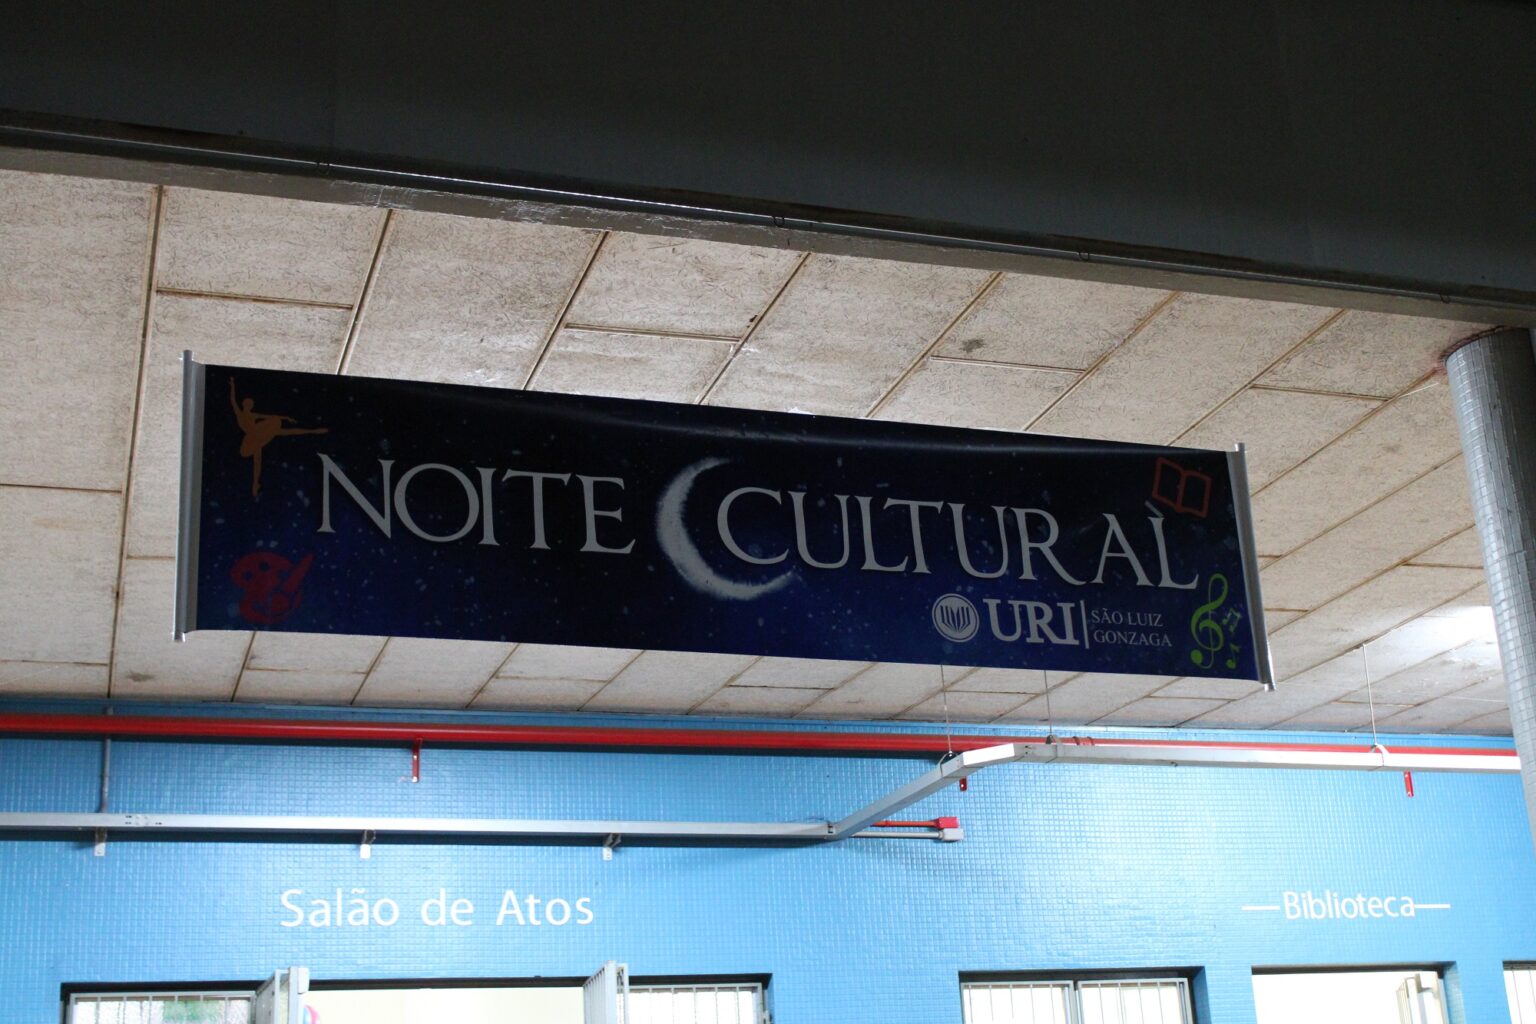 NOITE CULTURAL
URI SÃO LUIZ
GONZAGA
Salão de Atos
Biblioteca